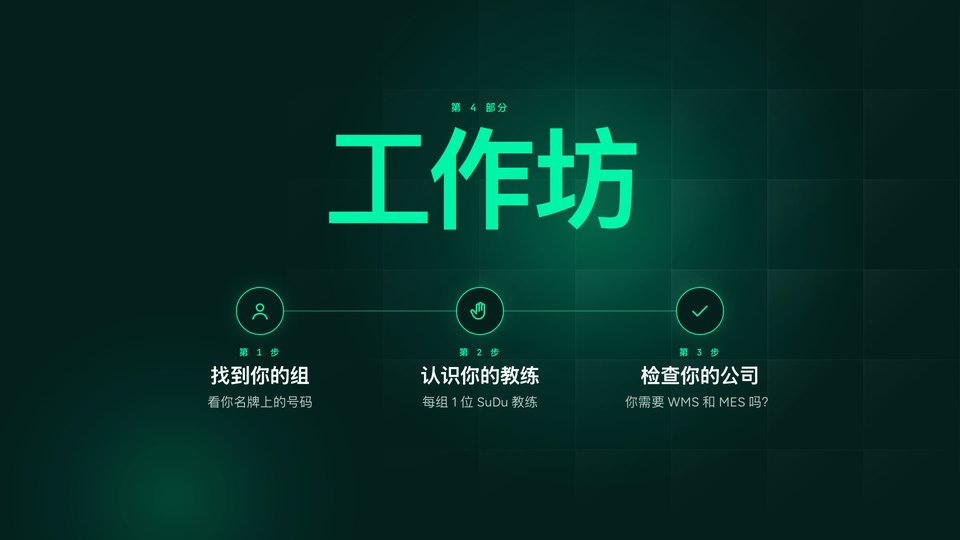 第 4 部分
工作坊
第 1 步
找到你的组
看你名牌上的号码
第 2 步
认识你的教练
每组 1 位 SuDu 教练
第 3 步
检查你的公司
你需要 WMS 和 MES 吗?